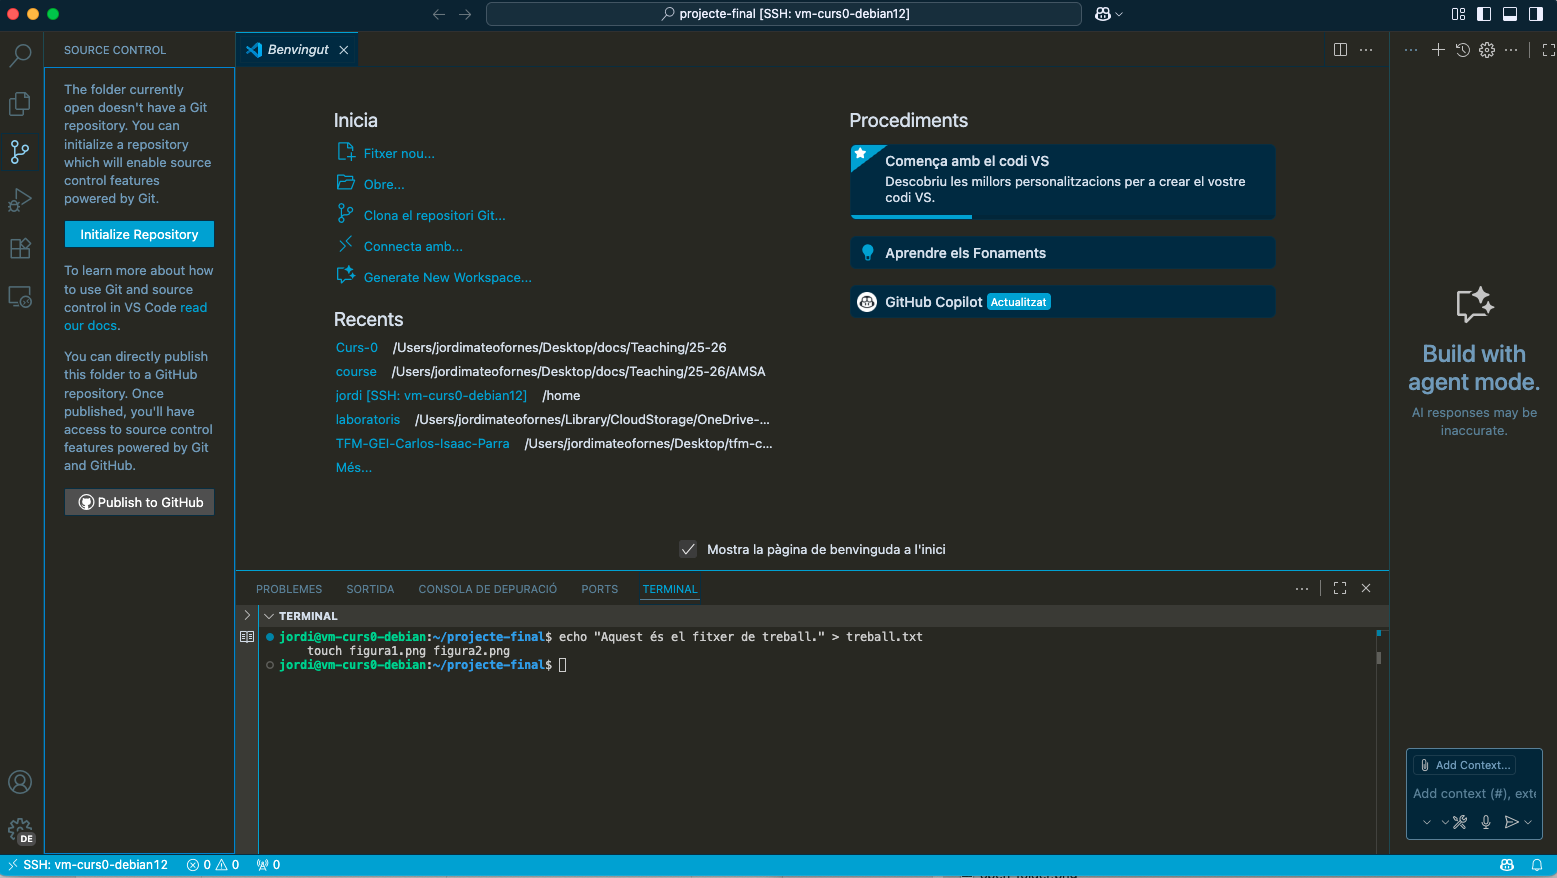 projecte-final [SSH: vm-curs0-debian12]
SOURCE CONTROL
The folder currently
open doesn't have a Git
repository. You can
initialize a repository
which will enable source
control features
powered by Git.
Initialize Repository
To learn more about how
to use Git and source
control in VS Code read
our docs.
You can directly publish
this folder to a GitHub
repository. Once
published, you'll have
access to source control
features powered by Git
and GitHub.
Publish to GitHub
DE
Benvingut
Inicia
Fitxer nou...
Obre...
Clona el repositori Git...
Connecta amb...
Generate New Workspace...
Recents
Curs-0 /Users/jordimateofornes/Desktop/docs/Teaching/25-26
course /Users/jordimateofornes/Desktop/docs/Teaching/25-26/AMSA
jordi [SSH: vm-curs0-debian12] /home
laboratoris /Users/jordimateofornes/Library/CloudStorage/OneDrive-...
TFM-GEI-Carlos-Isaac-Parra /Users/jordimateofornes/Desktop/tfm-c...
Més...
Procediments
Comença amb el codi VS
Descobriu les millors personalitzacions per a crear el vostre
codi VS.
Aprendre els Fonaments
GitHub Copilot Actualitzat
Mostra la pàgina de benvinguda a l'inici
PROBLEMES SORTIDA CONSOLA DE DEPURACIÓ PORTS TERMINAL
TERMINAL
jordi@vm-curs0-debian:~/projecte-final$ echo "Aquest és el fitxer de treball." > treball.txt
touch figura1.png figura2.png
jordi@vm-curs0-debian:~/projecte-final$
Build with
agent mode.
AI responses may be
inaccurate.
Add Context...
Add context (#), exte
SSH: vm-curs0-debian12 0 0 0